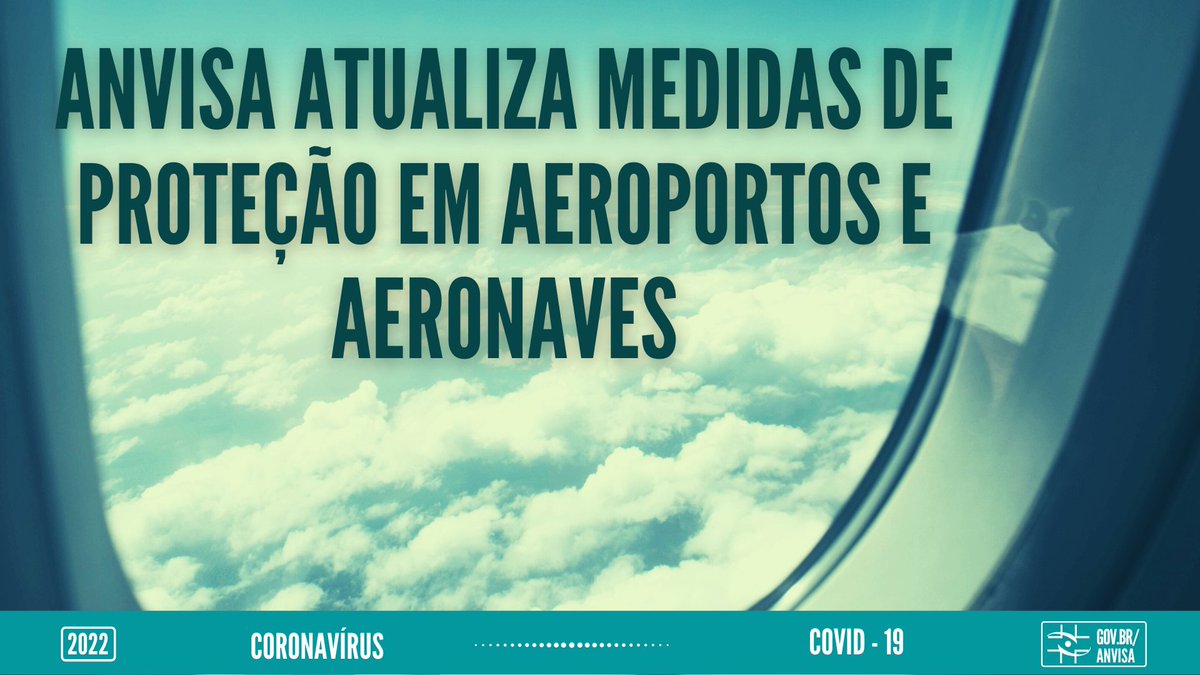 ANVISA ATUALIZA MEDIDAS DE
PROTEÇÃO EM AEROPORTOS E
AERONAVES
2022
CORONAVÍRUS
COVID - 19
GOV.BR/
ANVISA